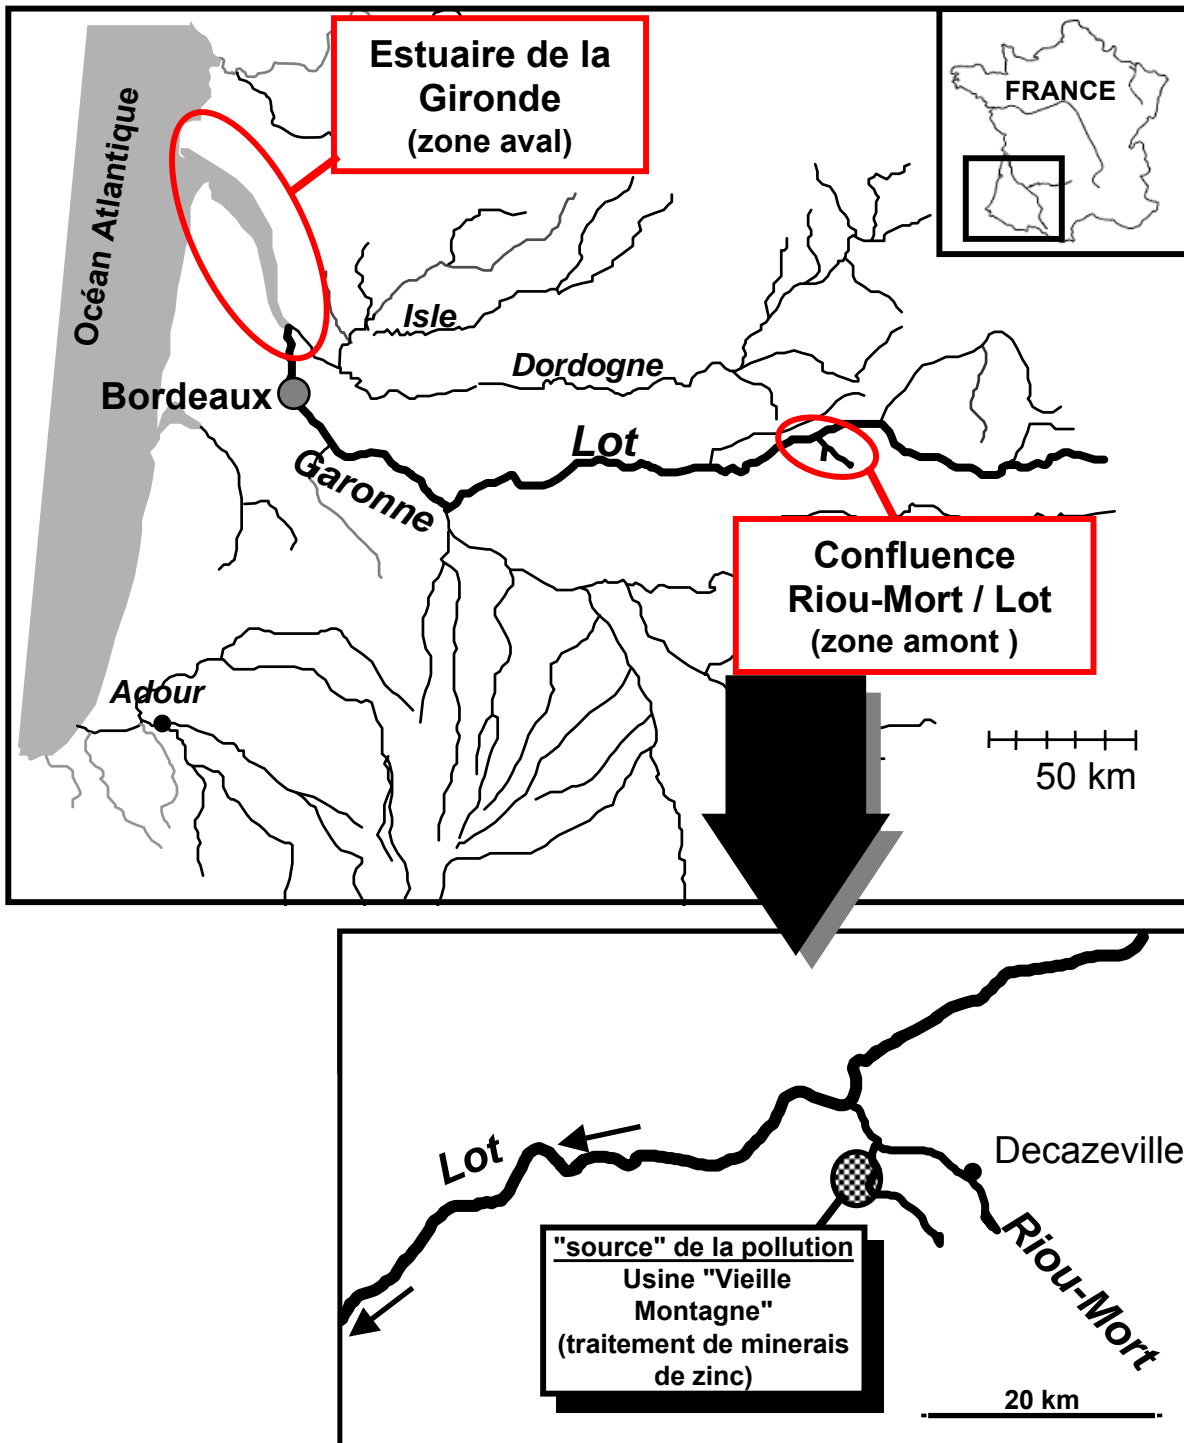 Estuaire de la
Gironde
(zone aval)
FRANCE
Océan Atlantique
Isle
Dordogne
Bordeaux
Lot
Garonne
Confluence
Riou-Mort / Lot
(zone amont )
Adour
50 km
Lot
Decazeville
Riou-Mort
"source" de la pollution
Usine "Vieille
Montagne"
(traitement de minerais
de zinc)
20 km